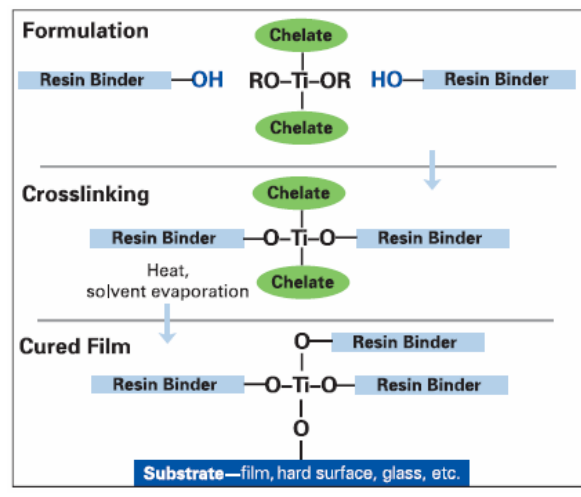 Formulation
Chelate
Resin Binder —OH RO–Ti–OR HO— Resin Binder
Chelate
Crosslinking
Chelate
Resin Binder —O–Ti–O— Resin Binder
Heat,
solvent evaporation
Chelate
Cured Film
O— Resin Binder
Resin Binder —O–Ti–O— Resin Binder
O
Substrate—film, hard surface, glass, etc.